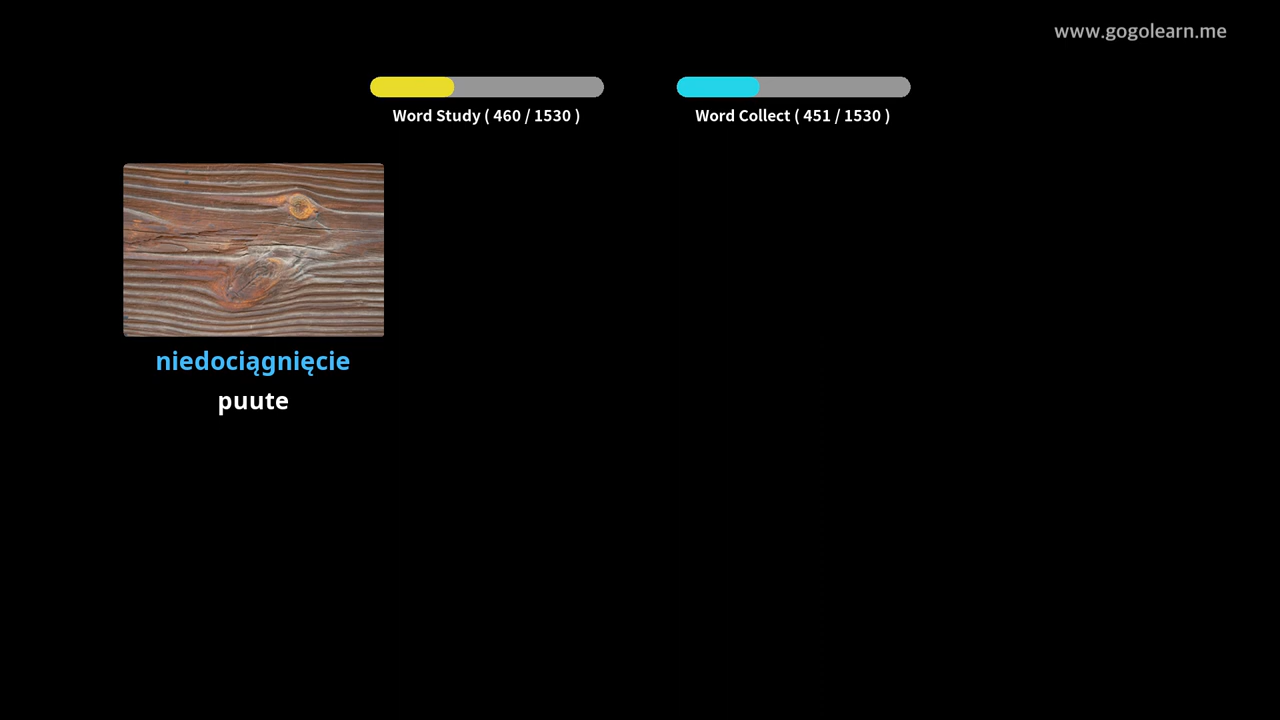 www.gogolearn.me
Word Study ( 460 / 1530 )
Word Collect ( 451 / 1530 )
niedociągnięcie
puute